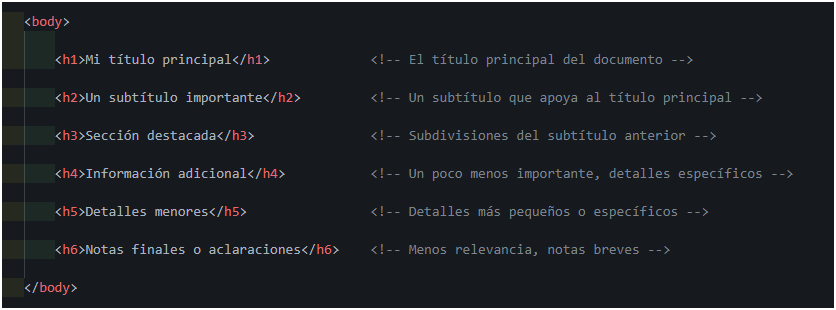 <body>
<h1>Mi título principal</h1> <!-- El título principal del documento -->
<h2>Un subtítulo importante</h2> <!-- Un subtítulo que apoya al título principal -->
<h3>Sección destacada</h3> <!-- Subdivisiones del subtítulo anterior -->
<h4>Información adicional</h4> <!-- Un poco menos importante, detalles específicos -->
<h5>Detalles menores</h5> <!-- Detalles más pequeños o específicos -->
<h6>Notas finales o aclaraciones</h6> <!-- Menos relevancia, notas breves -->
</body>